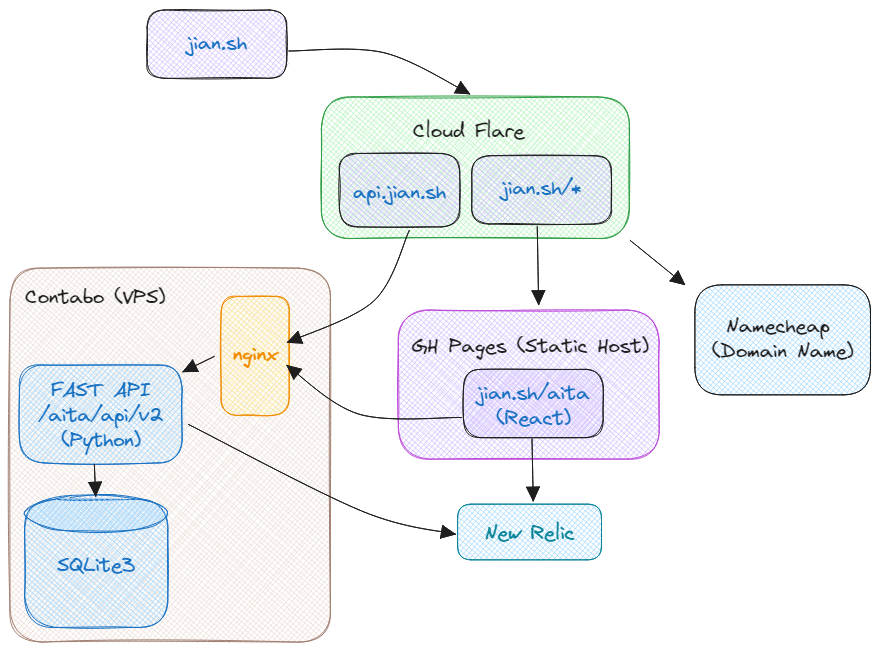 jian.sh
Cloud Flare
api.jian.sh
jian.sh/*
Contabo (VPS)
nginx
FAST API
/aita/api/v2
(Python)
SQLite3
GH Pages (Static Host)
jian.sh/aita
(React)
New Relic
Namecheap
(Domain Name)